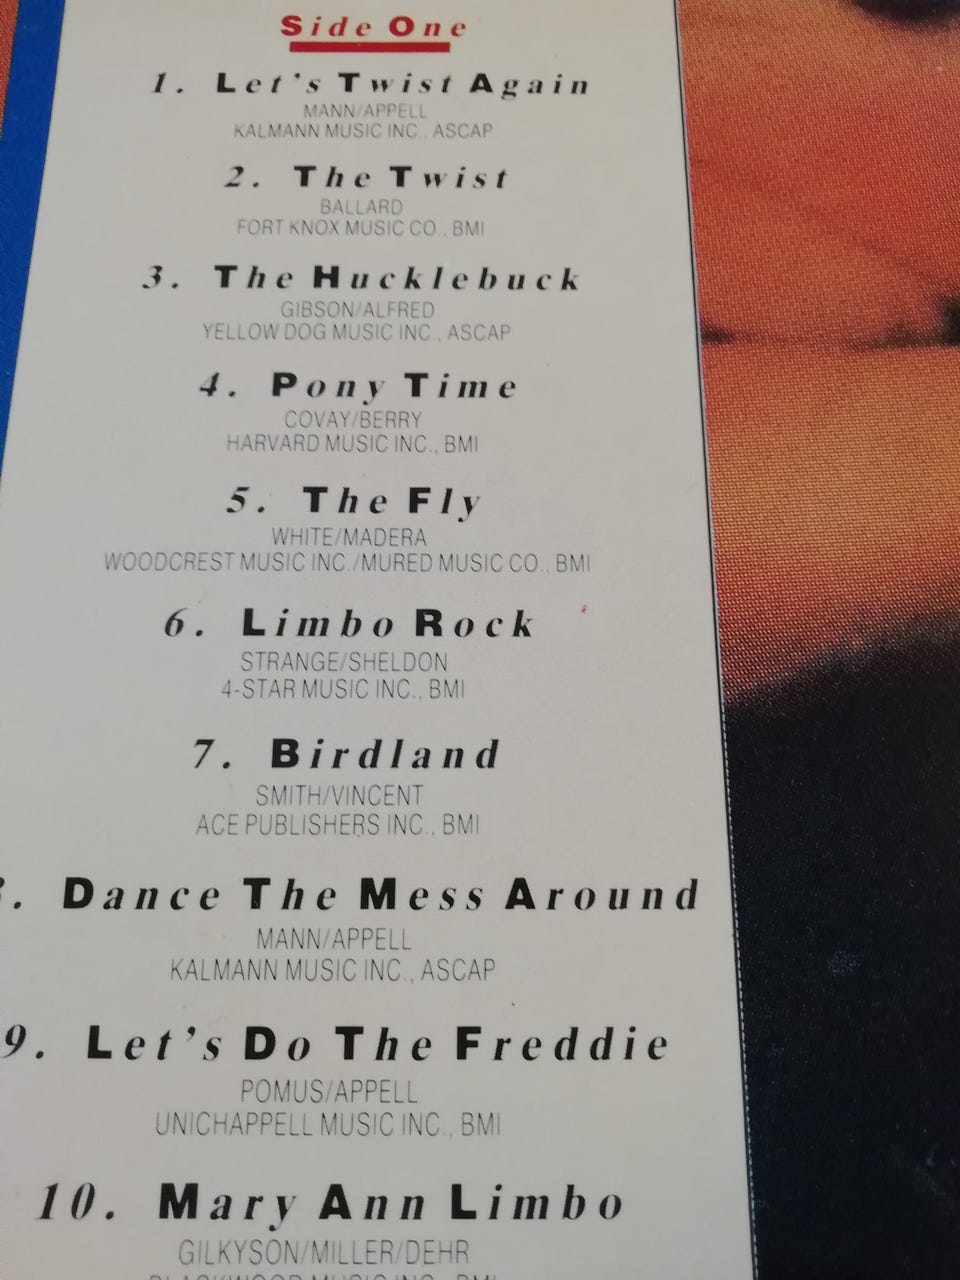 Side One
1. Let's Twist Again
MANN/APPELL
KALMANN MUSIC INC., ASCAP
2. The Twist
BALLARD
FORT KNOX MUSIC CO., BMI
3. The Hucklebuck
GIBSON/ALFRED
YELLOW DOG MUSIC INC., ASCAP
4. Pony Time
COVAY/BERRY
HARVARD MUSIC INC., BMI
5. The Fly
WHITE/MADERA
WOODCREST MUSIC INC./MURED MUSIC CO., BMI
6. Limbo Rock
STRANGE/SHELDON
4-STAR MUSIC INC., BMI
7. Birdland
SMITH/VINCENT
ACE PUBLISHERS INC., BMI
. Dance The Mess Around
MANN/APPELL
KALMANN MUSIC INC., ASCAP
9. Let's Do The Freddie
POMUS/APPELL
UNICHAPPELL MUSIC INC., BMI
10. Mary Ann Limbo
GILKYSON/MILLER/DEHR
BLACKWOOD MUSIC INC., BMI